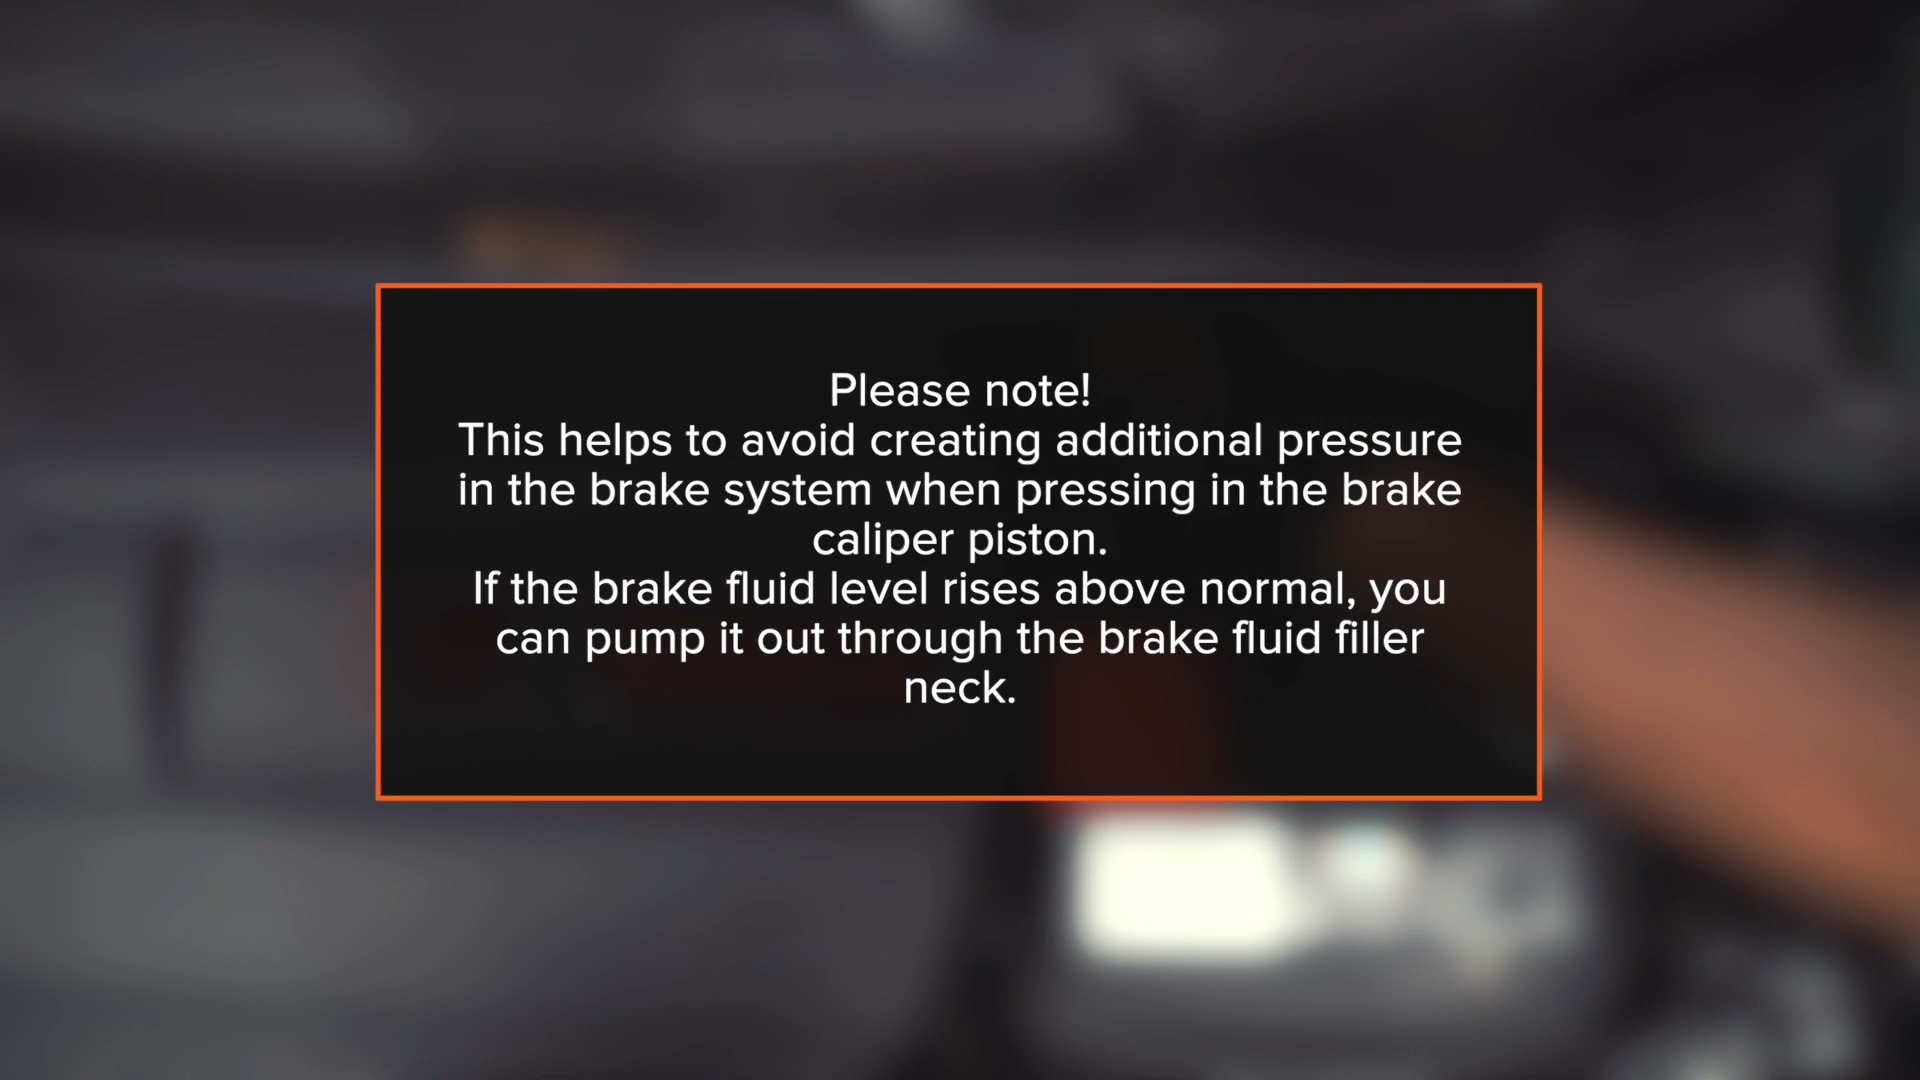 Please note!
This helps to avoid creating additional pressure
in the brake system when pressing in the brake
caliper piston.
If the brake fluid level rises above normal, you
can pump it out through the brake fluid filler
neck.